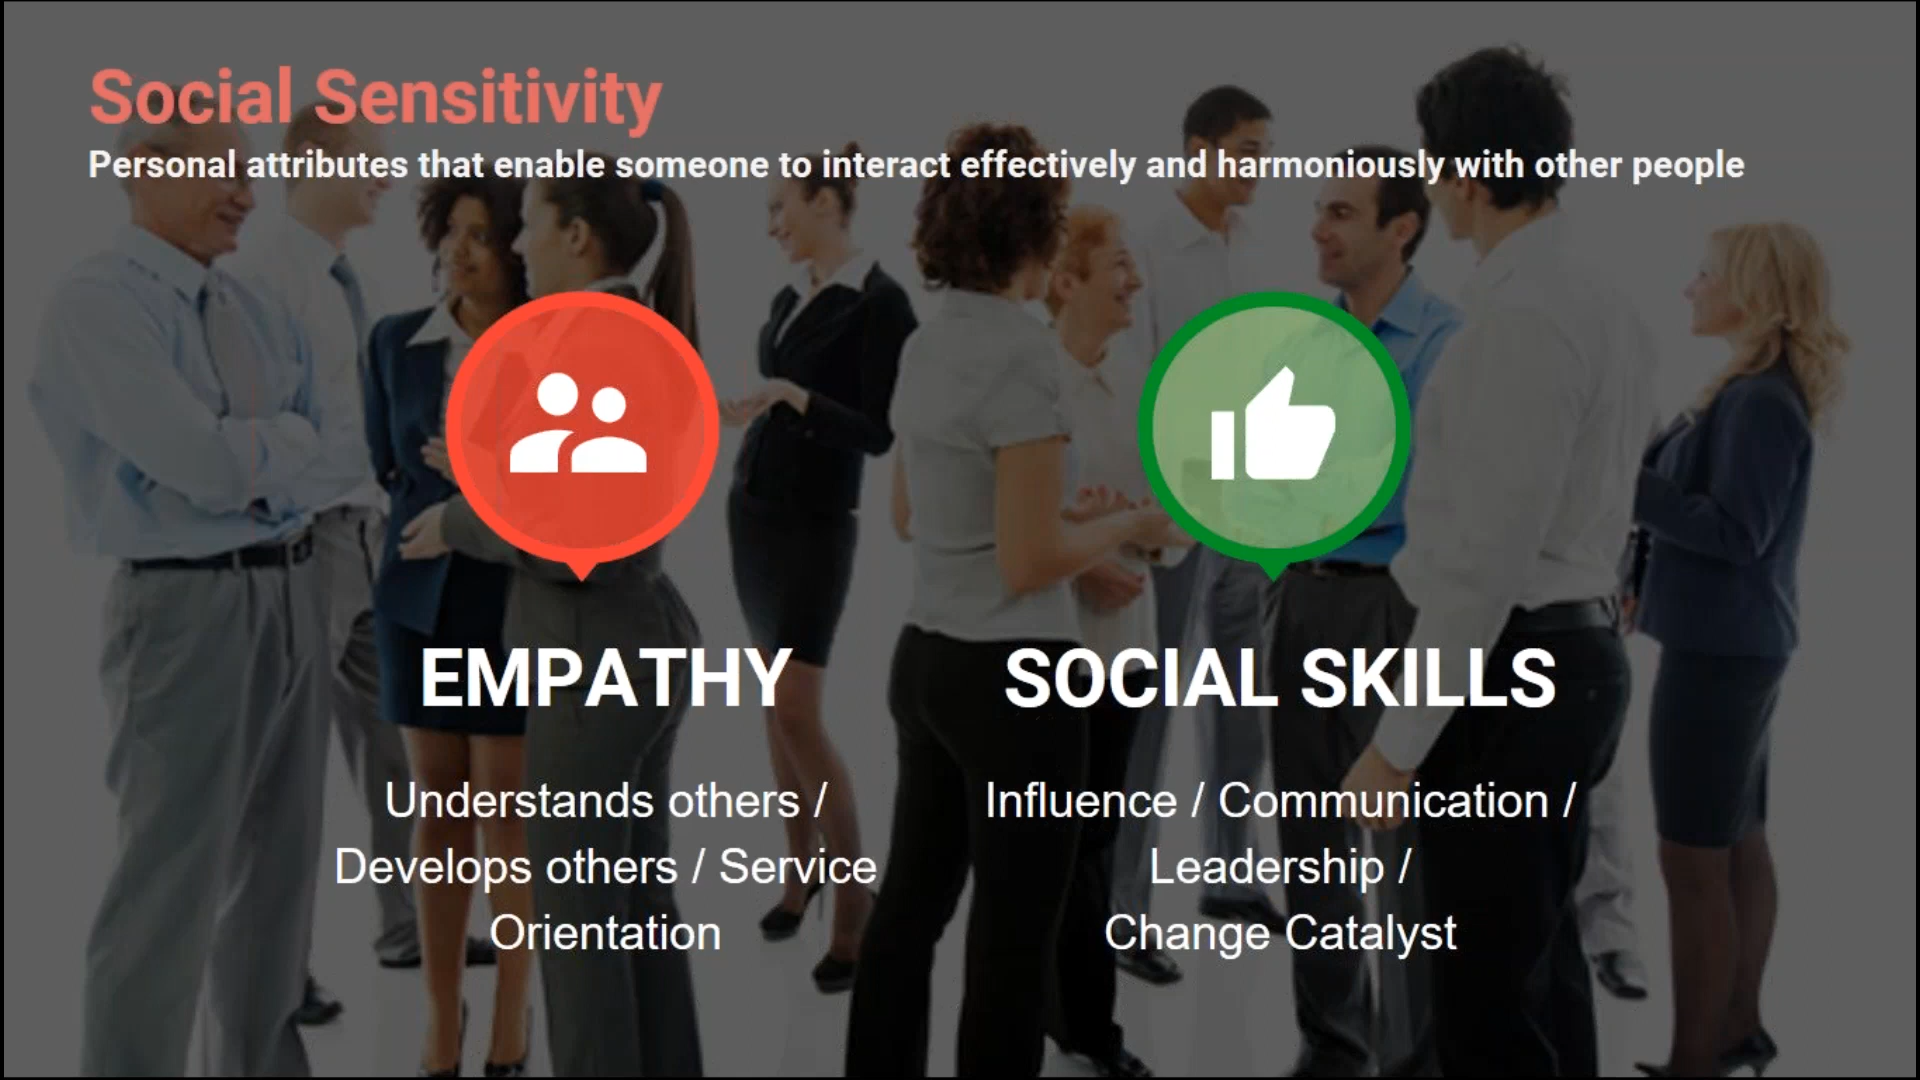 Social Sensitivity
Personal attributes that enable someone to interact effectively and harmoniously with other people
EMPATHY
Understands others /
Develops others / Service
Orientation
SOCIAL SKILLS
Influence / Communication /
Leadership /
Change Catalyst